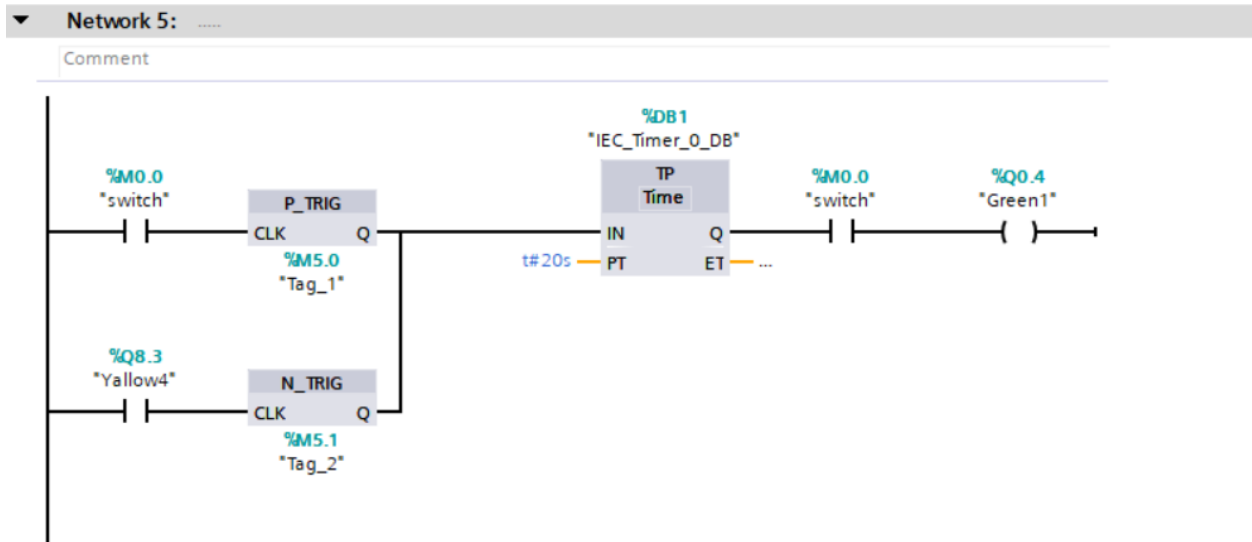 Network 5: .....
Comment
%DB1
"IEC_Timer_0_DB"
%M0.0
"switch"
P_TRIG
CLK Q
%M5.0
"Tag_1"
TP
Time
IN Q
t#20s PT ET ...
%M0.0
"switch"
%Q0.4
"Green1"
%Q8.3
"Yallow4"
N_TRIG
CLK Q
%M5.1
"Tag_2"